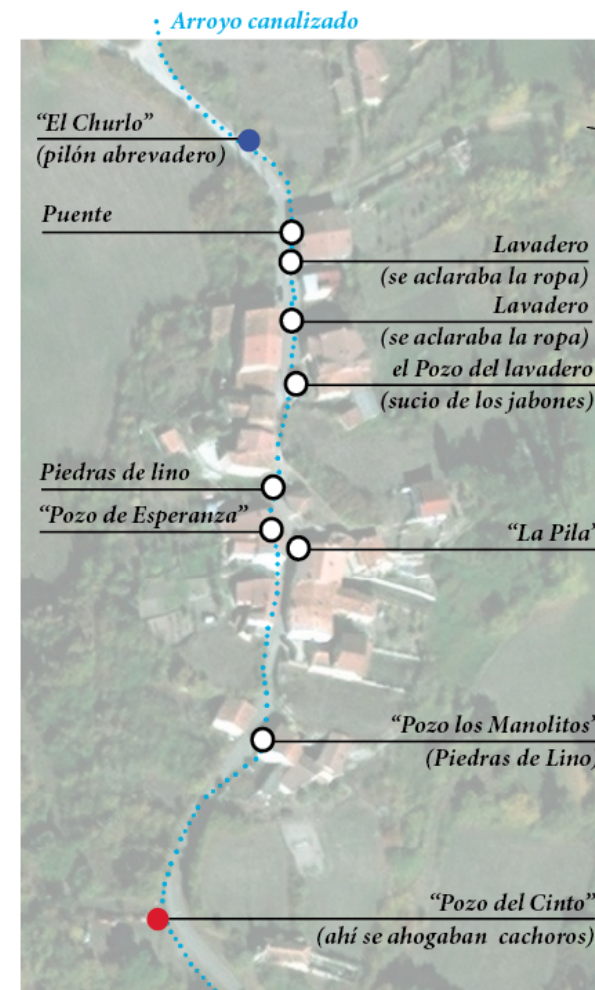 Arroyo canalizado
“El Churlo”
(pilón abrevadero)
Puente
Lavadero
(se aclaraba la ropa)
Lavadero
(se aclaraba la ropa)
el Pozo del lavadero
(sucio de los jabones)
Piedras de lino
“Pozo de Esperanza”
“La Pila”
“Pozo los Manolitos”
(Piedras de Lino)
“Pozo del Cinto”
(ahí se ahogaban cachoros)